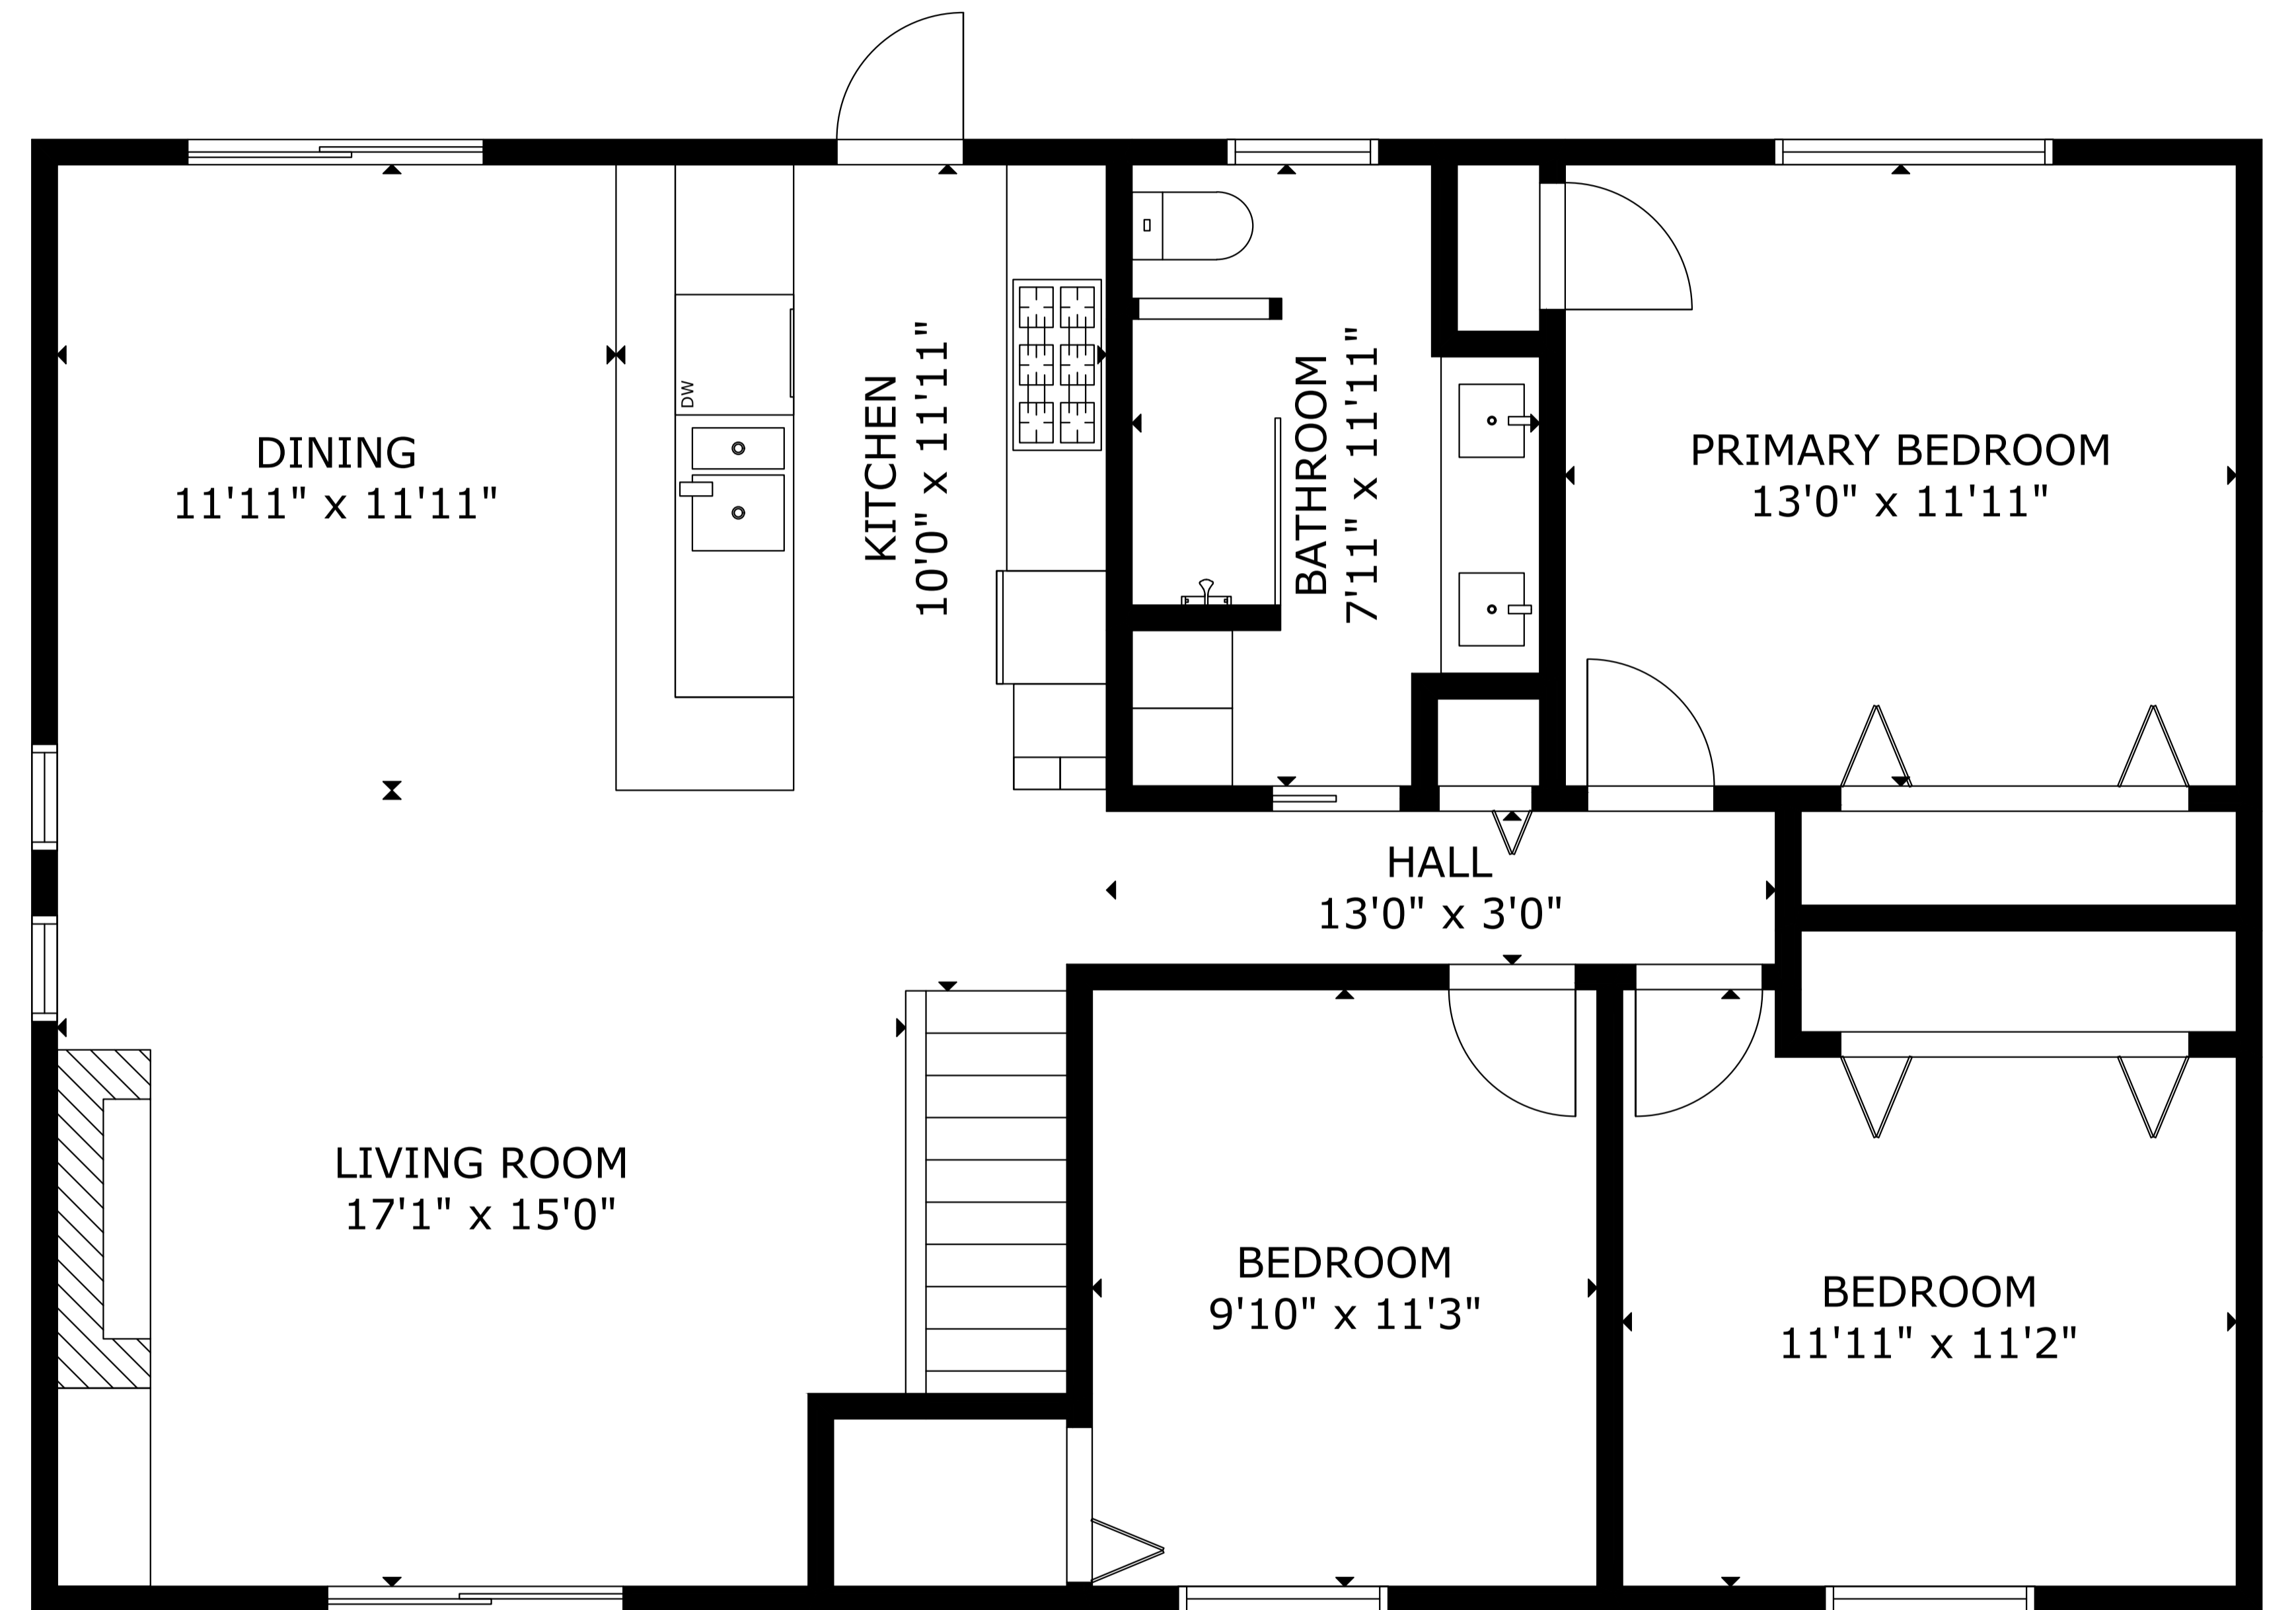 DINING
11'11" x 11'11"
DW
KITCHEN
10'0" x 11'11"
BATHROOM
7'11" x 11'11"
PRIMARY BEDROOM
13'0" x 11'11"
HALL
13'0" x 3'0"
LIVING ROOM
17'1" x 15'0"
BEDROOM
9'10" x 11'3"
BEDROOM
11'11" x 11'2"